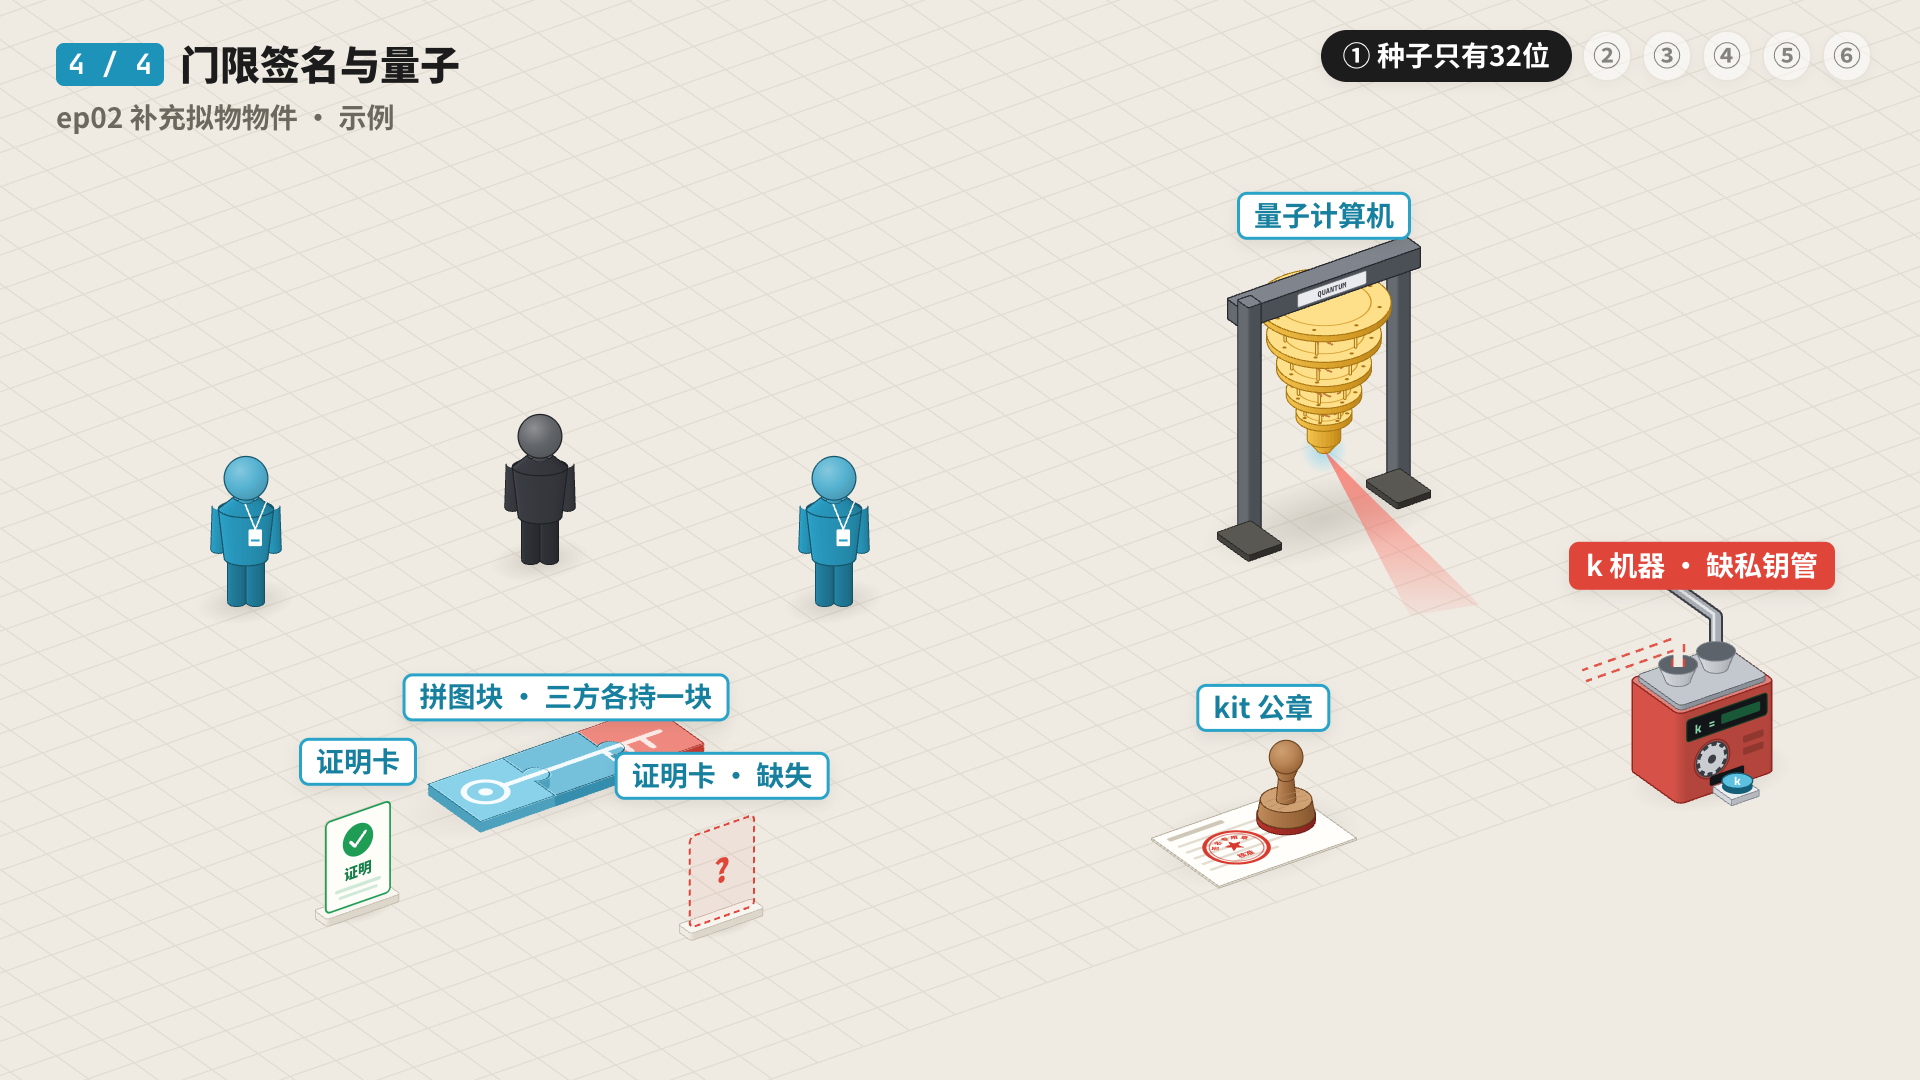 4 / 4 门限签名与量子
ep02 补充拟物物件 · 示例
① 种子只有32位 ② ③ ④ ⑤ ⑥
量子计算机
QUANTUM
k 机器 · 缺私钥管
k =
k
拼图块 · 三方各持一块
证明卡
证明卡 · 缺失
证明
?
kit 公章